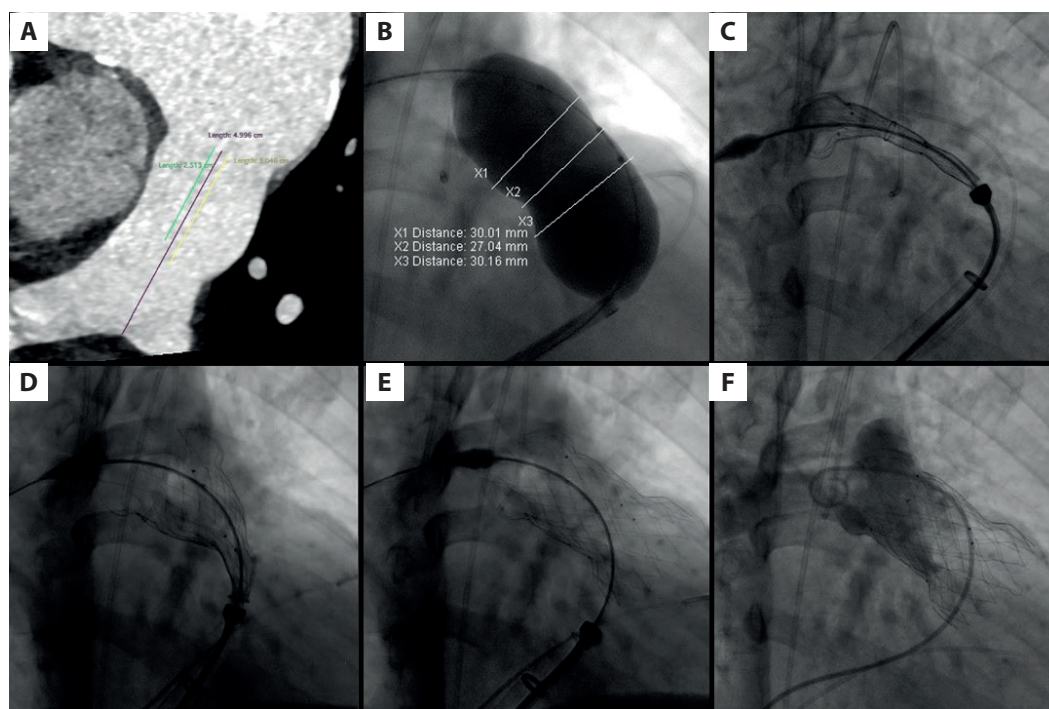 A
B
C
Length: 4.996 cm
Length: 2.513 cm
Length: 3.046 cm
X1
X2
X3
X1 Distance: 30.01 mm
X2 Distance: 27.04 mm
X3 Distance: 30.16 mm
D
E
F